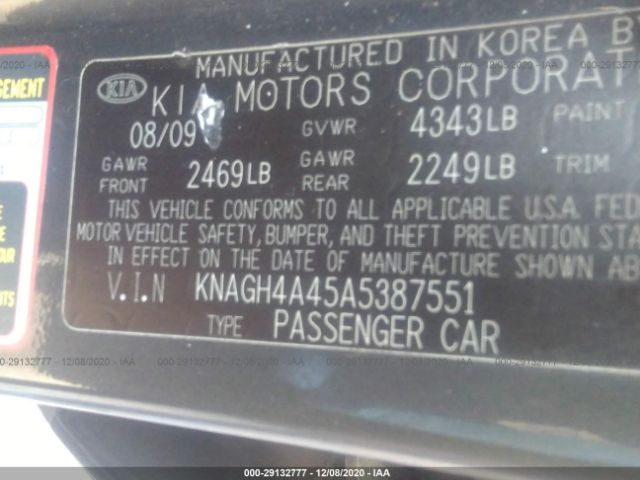 MANUFACTURED IN KOREA B
KIA KIA MOTORS CORPORAT
08/09 GVWR 4343LB PAINT
GAWR FRONT 2469LB GAWR REAR 2249LB TRIM
THIS VEHICLE CONFORMS TO ALL APPLICABLE U.S.A. FED
MOTOR VEHICLE SAFETY, BUMPER, AND THEFT PREVENTION STA
IN EFFECT ON THE DATE OF MANUFACTURE SHOWN AB
V.I.N KNAGH4A45A5387551
TYPE PASSENGER CAR
000-29132777 - 12/08/2020 - IAA